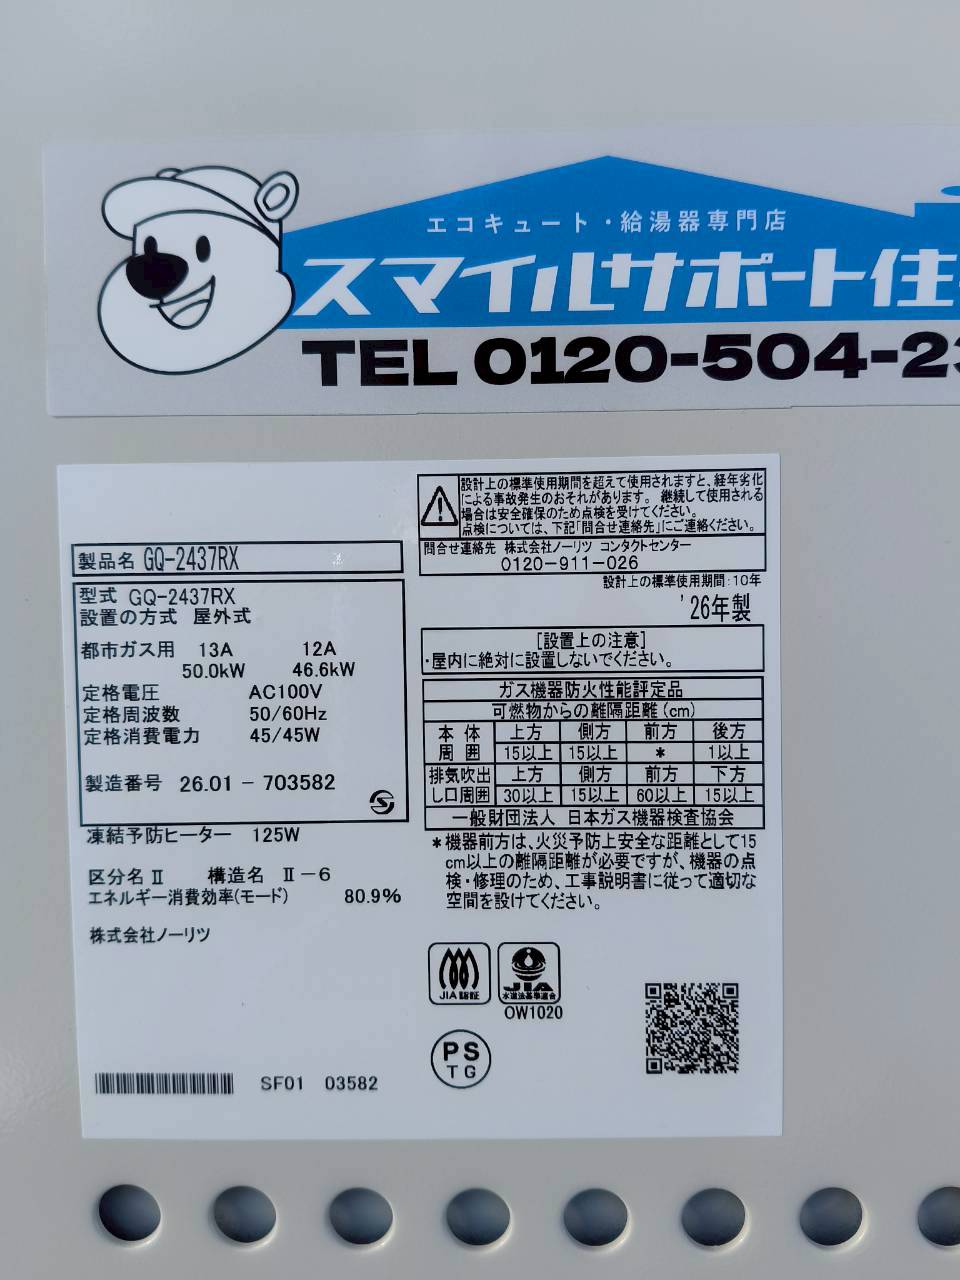 エコキュート・給湯器専門店
スマイルサポート住
TEL 0120-504-23
製品名 GQ-2437RX
型式 GQ-2437RX
設置の方式 屋外式
都市ガス用 13A 12A
50.0kW 46.6kW
定格電圧 AC100V
定格周波数 50/60Hz
定格消費電力 45/45W
製造番号 26.01-703582
凍結予防ヒーター 125W
区分名Ⅱ 構造名 Ⅱ-6
エネルギー消費効率(モード) 80.9%
株式会社ノーリツ
SF01 03582
設計上の標準使用期間を超えて使用されますと、経年劣化
による事故発生のおそれがあります。 継続して使用される
場合は安全確保のため点検を受けてください。
点検については、下記「問合せ連絡先」にご連絡ください。
問合せ連絡先 株式会社ノーリツ コンタクトセンター
0120-911-026
設計上の標準使用期間:10年
'26年製
[設置上の注意]
・屋内に絶対に設置しないでください。
ガス機器防火性能評定品
可燃物からの離隔距離(cm)
本体 上方 側方 前方 後方
周囲 15以上 15以上 * 1以上
排気吹出 上方 側方 前方 下方
し口周囲 30以上 15以上 60以上 15以上
一般財団法人 日本ガス機器検査協会
*機器前方は、火災予防上安全な距離として15
cm以上の離隔距離が必要ですが、機器の点
検・修理のため、工事説明書に従って適切な
空間を設けてください。
JIA認証
JIA
水道法基準適合
OW1020
PS
TG